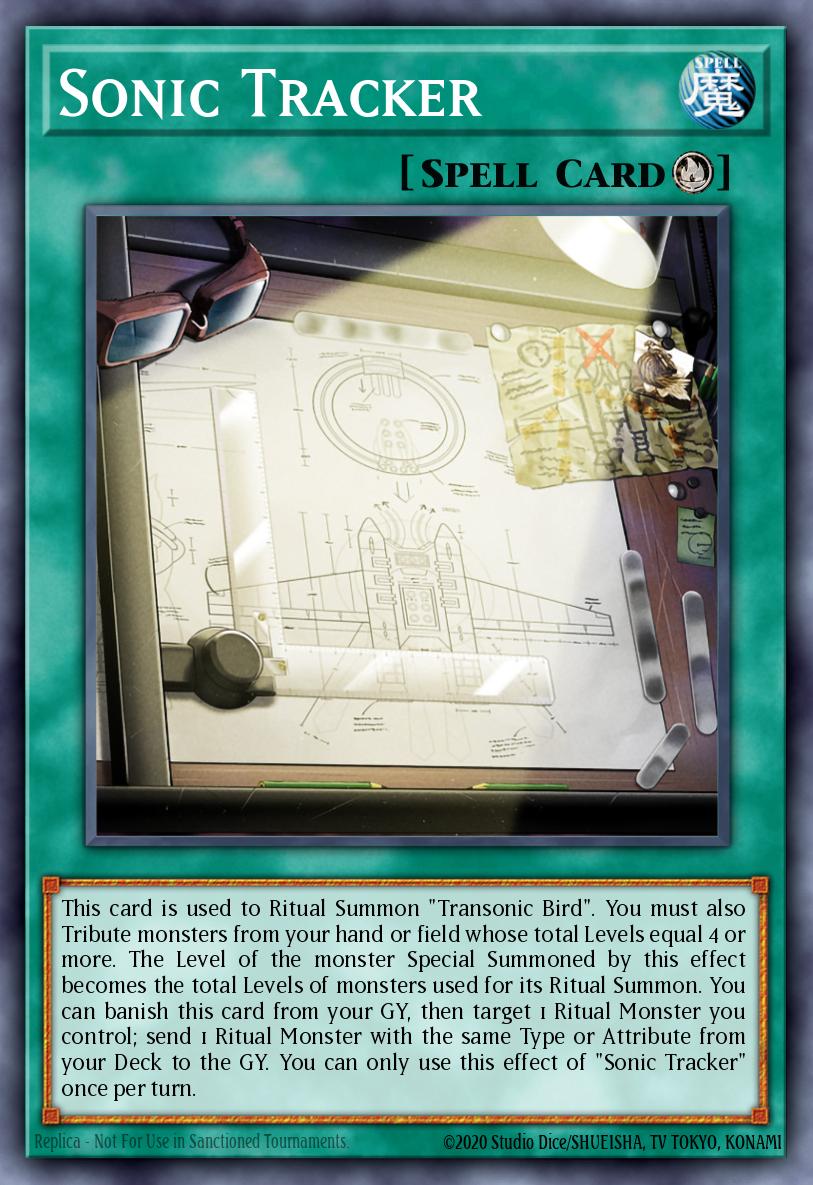 Sonic Tracker
SPELL
魔
[Spell Card]
This card is used to Ritual Summon "Transonic Bird". You must also
Tribute monsters from your hand or field whose total Levels equal 4 or
more. The Level of the monster Special Summoned by this effect
becomes the total Levels of monsters used for its Ritual Summon. You
can banish this card from your GY, then target 1 Ritual Monster you
control; send 1 Ritual Monster with the same Type or Attribute from
your Deck to the GY. You can only use this effect of "Sonic Tracker"
once per turn.
Replica - Not For Use in Sanctioned Tournaments.
©2020 Studio Dice/SHUEISHA, TV TOKYO, KONAMI